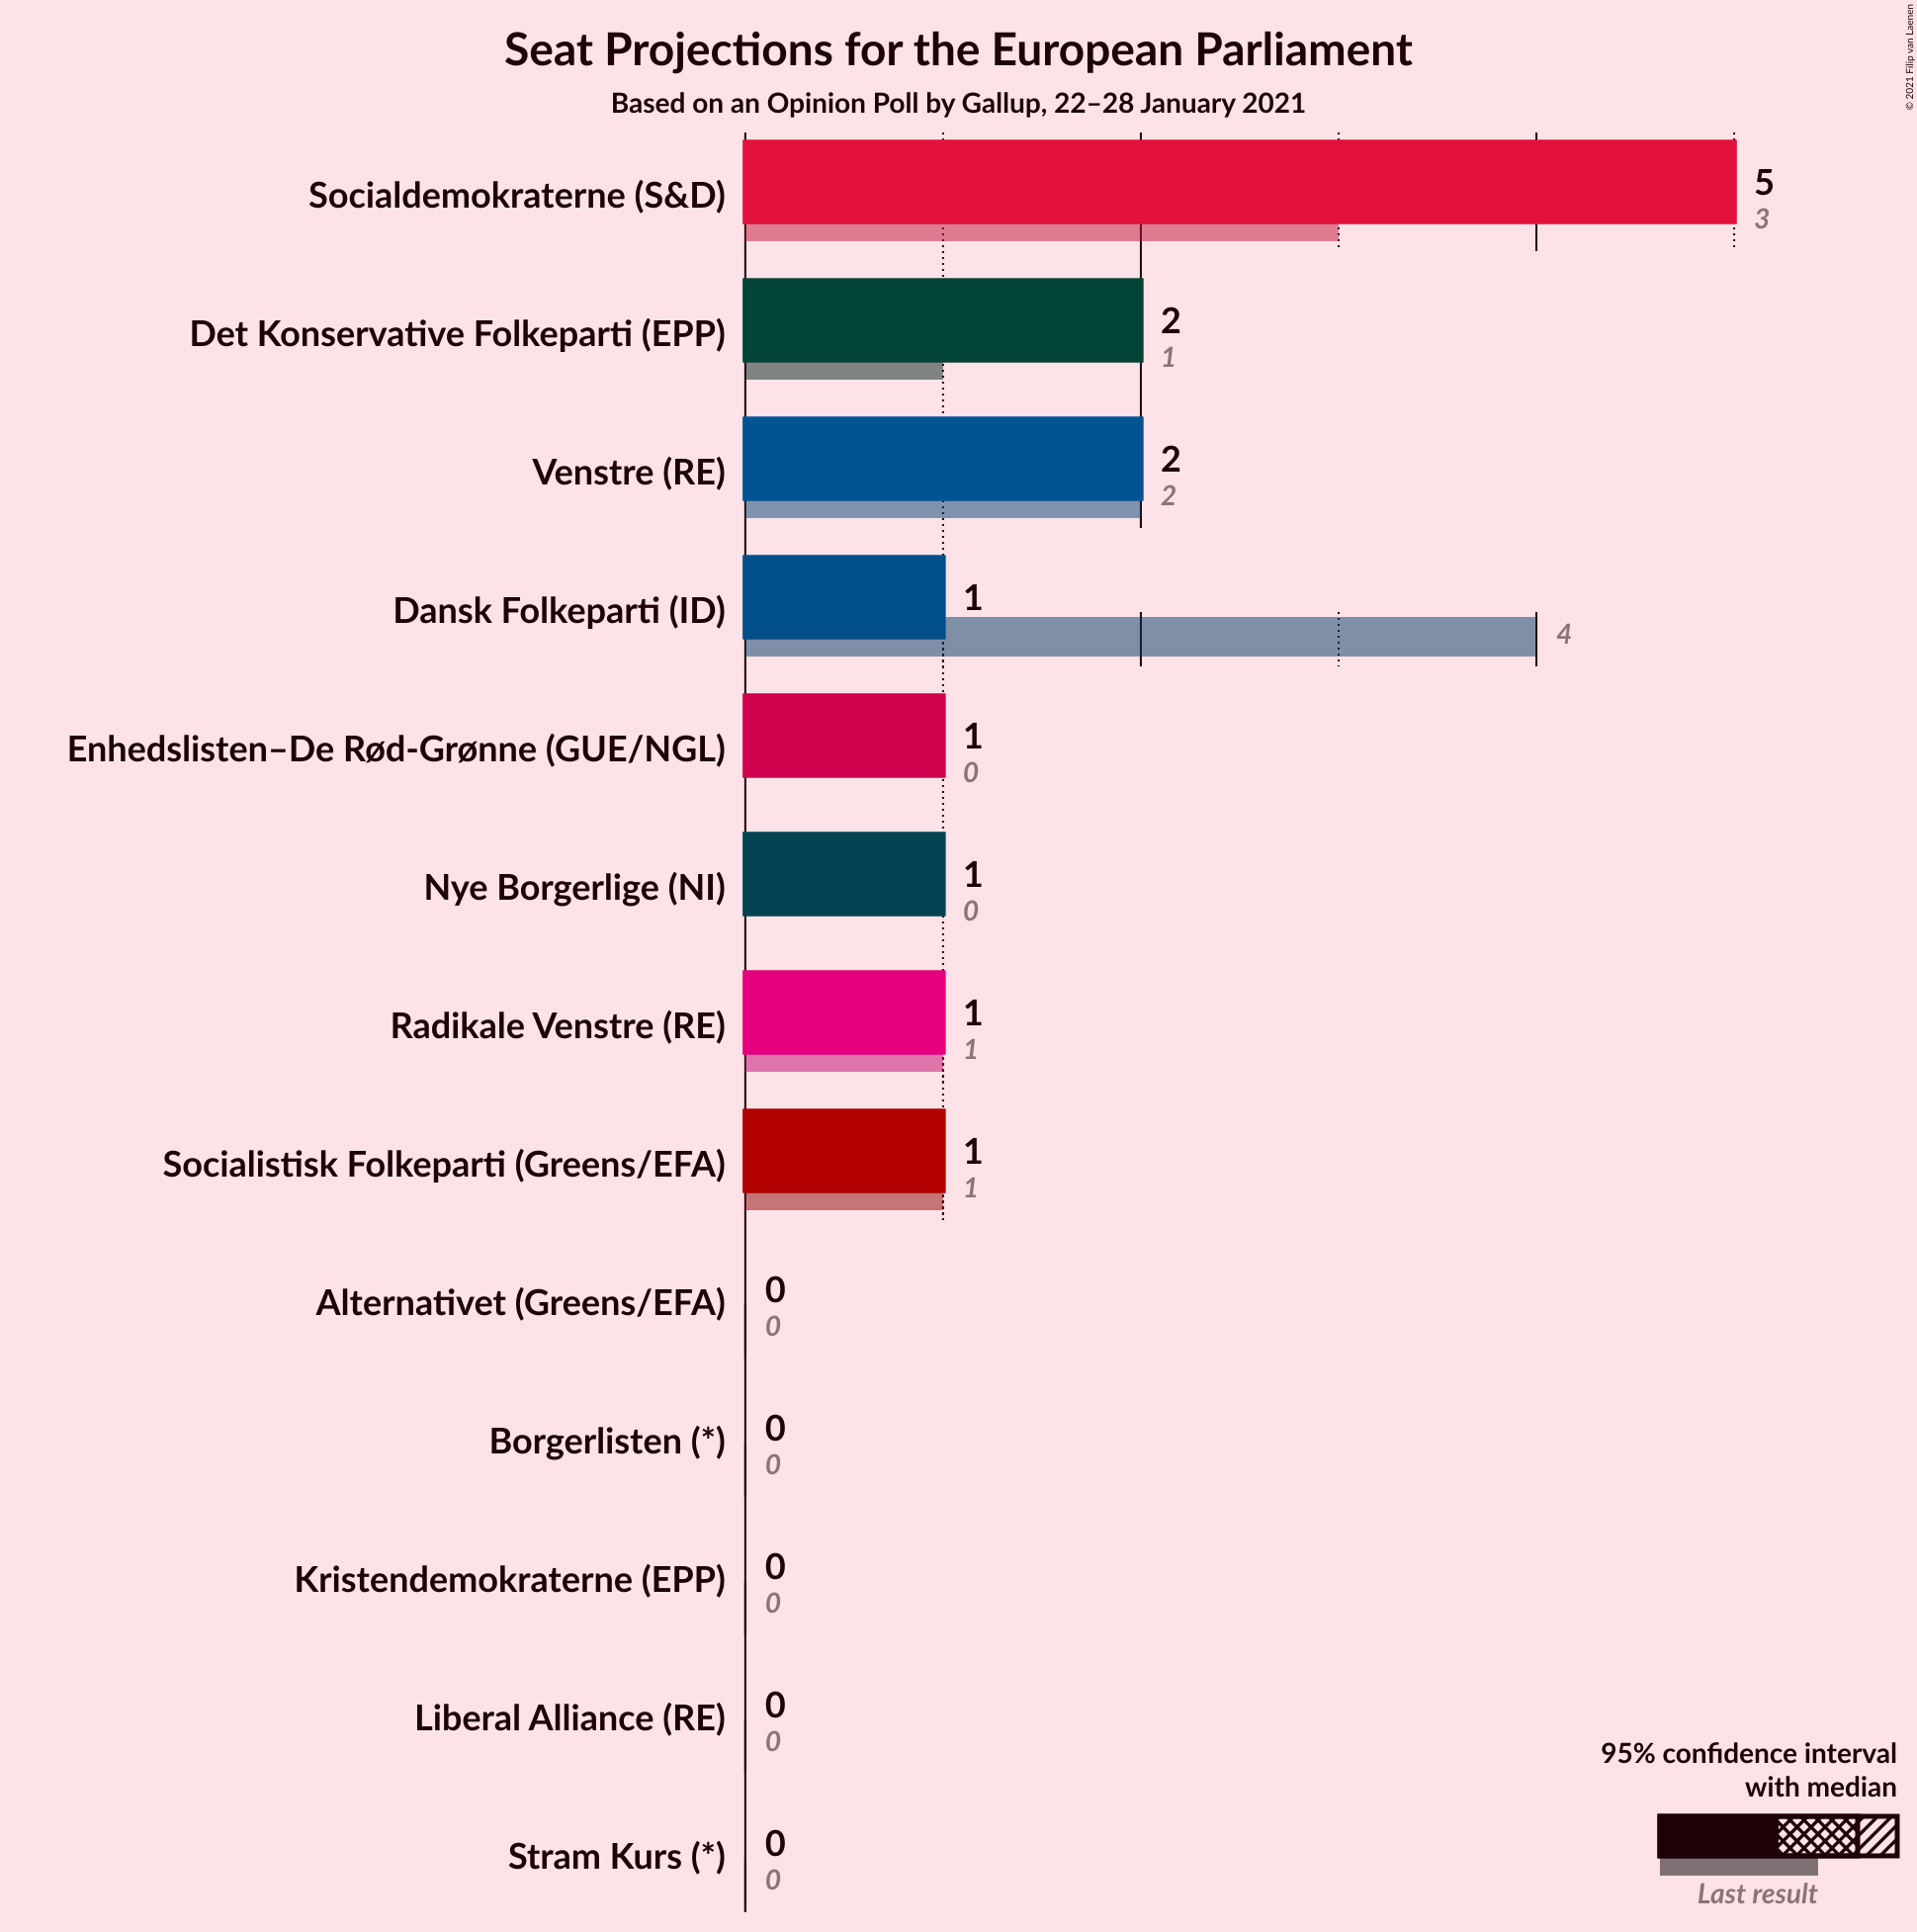 Seat Projections for the European Parliament
Based on an Opinion Poll by Gallup, 22–28 January 2021
© 2021 Filip van Laenen
Socialdemokraterne (S&D)
5
3
Det Konservative Folkeparti (EPP)
2
1
Venstre (RE)
2
2
Dansk Folkeparti (ID)
1
4
Enhedslisten–De Rød-Grønne (GUE/NGL)
1
0
Nye Borgerlige (NI)
1
0
Radikale Venstre (RE)
1
1
Socialistisk Folkeparti (Greens/EFA)
1
1
Alternativet (Greens/EFA)
0
0
Borgerlisten (*)
0
0
Kristendemokraterne (EPP)
0
0
Liberal Alliance (RE)
0
0
Stram Kurs (*)
0
0
95% confidence interval
with median
Last result